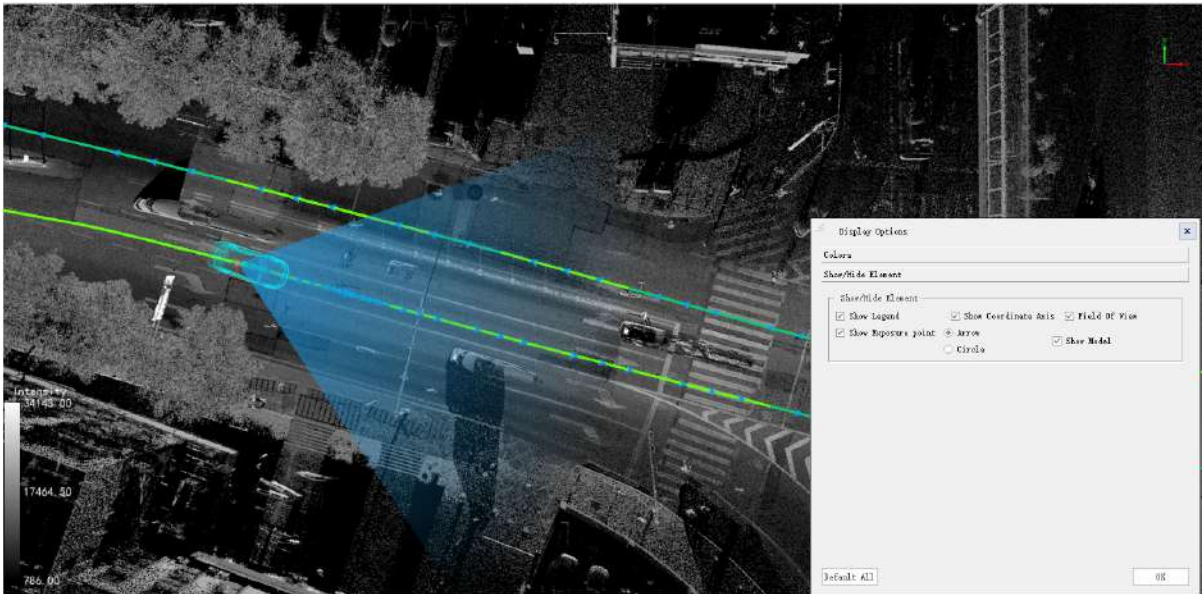 Display Options
Colors
Show/Hide Element
Show/Hide Element
Show Legend
Show Coordinate Axis
Field Of View
Show Exposure point
Arrow
Circle
Show Model
Intensity
34143.00
17464.50
786.00
Default All
OK